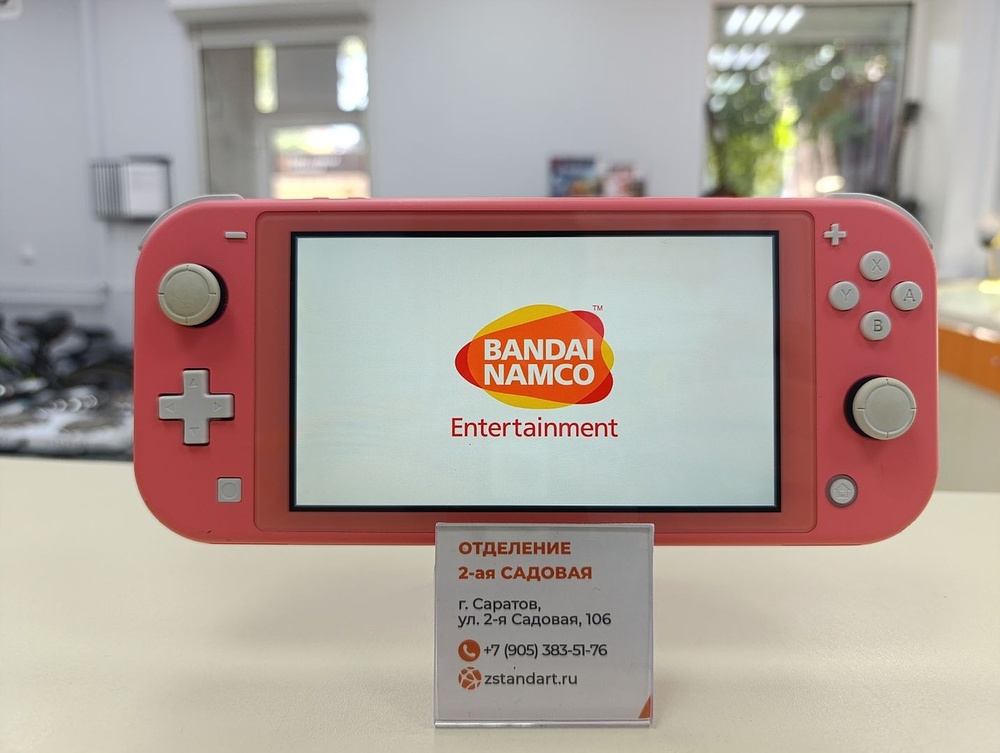 BANDAI
NAMCO
TM
Entertainment
X
Y
A
B
ОТДЕЛЕНИЕ
2-ая САДОВАЯ
г. Саратов,
ул. 2-я Садовая, 106
+7 (905) 383-51-76
zstandart.ru